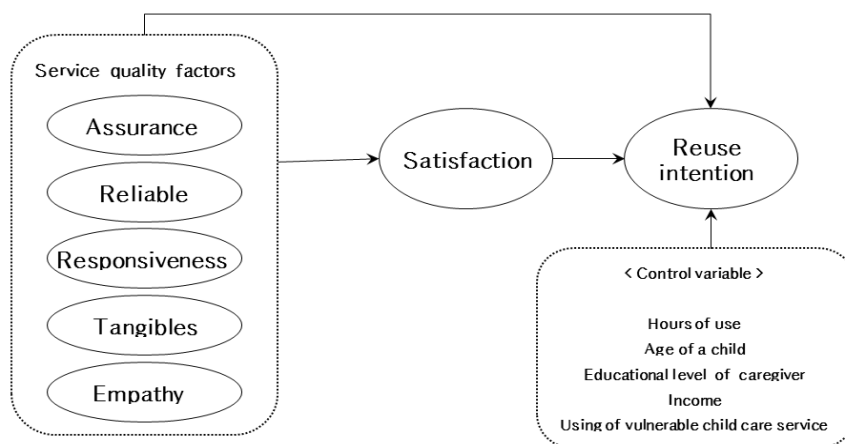 Service quality factors
Assurance
Reliable
Responsiveness
Tangibles
Empathy
Satisfaction
Reuse
intention
< Control variable >
Hours of use
Age of a child
Educational level of caregiver
Income
Using of vulnerable child care service